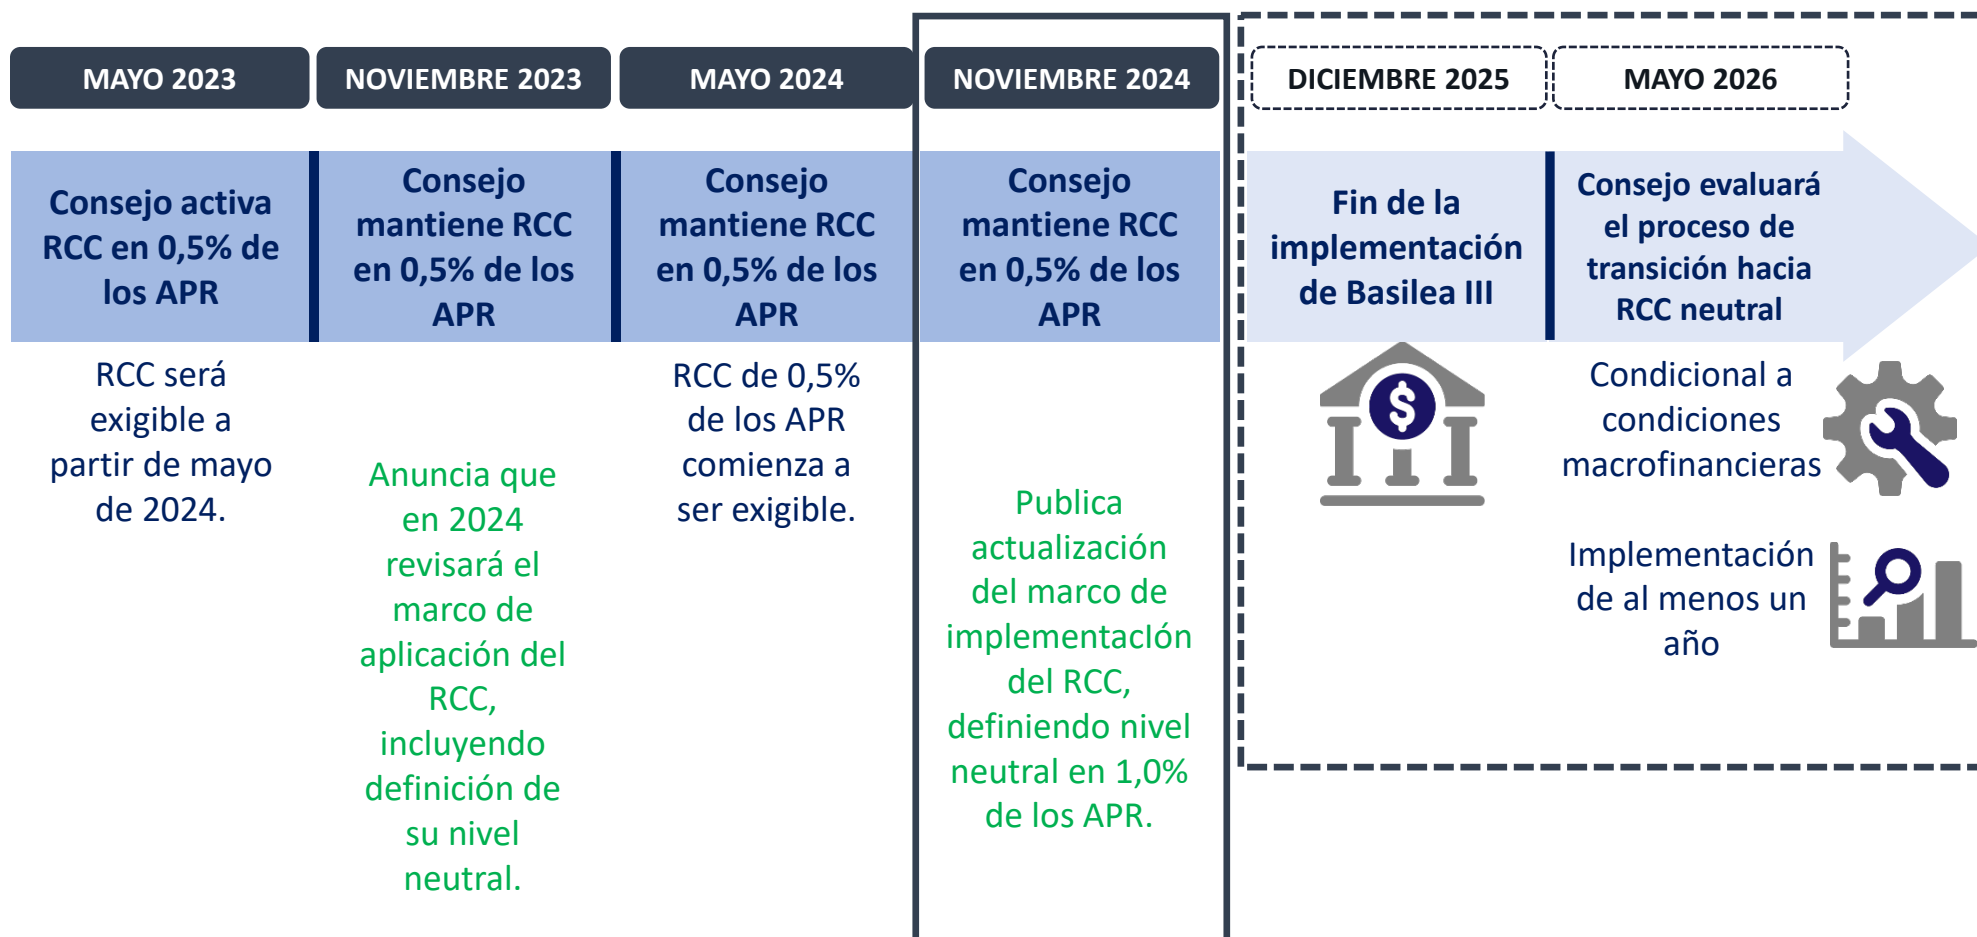 MAYO 2023
NOVIEMBRE 2023
MAYO 2024
NOVIEMBRE 2024
DICIEMBRE 2025
MAYO 2026
Consejo activa
RCC en 0,5% de
los APR
Consejo
mantiene RCC
en 0,5% de los
APR
Consejo
mantiene RCC
en 0,5% de los
APR
Consejo
mantiene RCC
en 0,5% de los
APR
Fin de la
implementación
de Basilea III
Consejo evaluará
el proceso de
transición hacia
RCC neutral
RCC será
exigible a
partir de mayo
de 2024.
Anuncia que
en 2024
revisará el
marco de
aplicación del
RCC,
incluyendo
definición de
su nivel
neutral.
RCC de 0,5%
de los APR
comienza a
ser exigible.
Publica
actualización
del marco de
implementacIón
del RCC,
definiendo nivel
neutral en 1,0%
de los APR.
$
Condicional a
condiciones
macrofinancieras
Implementación
de al menos un
año